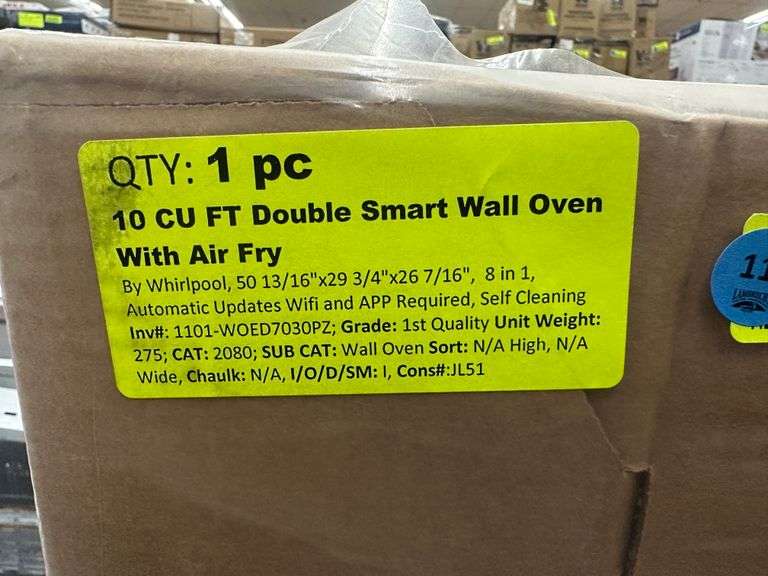 QTY: 1 pc
10 CU FT Double Smart Wall Oven
With Air Fry
By Whirlpool, 50 13/16"x29 3/4"x26 7/16", 8 in 1,
Automatic Updates Wifi and APP Required, Self Cleaning
Inv#: 1101-WOED7030PZ; Grade: 1st Quality Unit Weight:
275; CAT: 2080; SUB CAT: Wall Oven Sort: N/A High, N/A
Wide, Chaulk: N/A, I/O/D/SM: I, Cons#:JL51
11